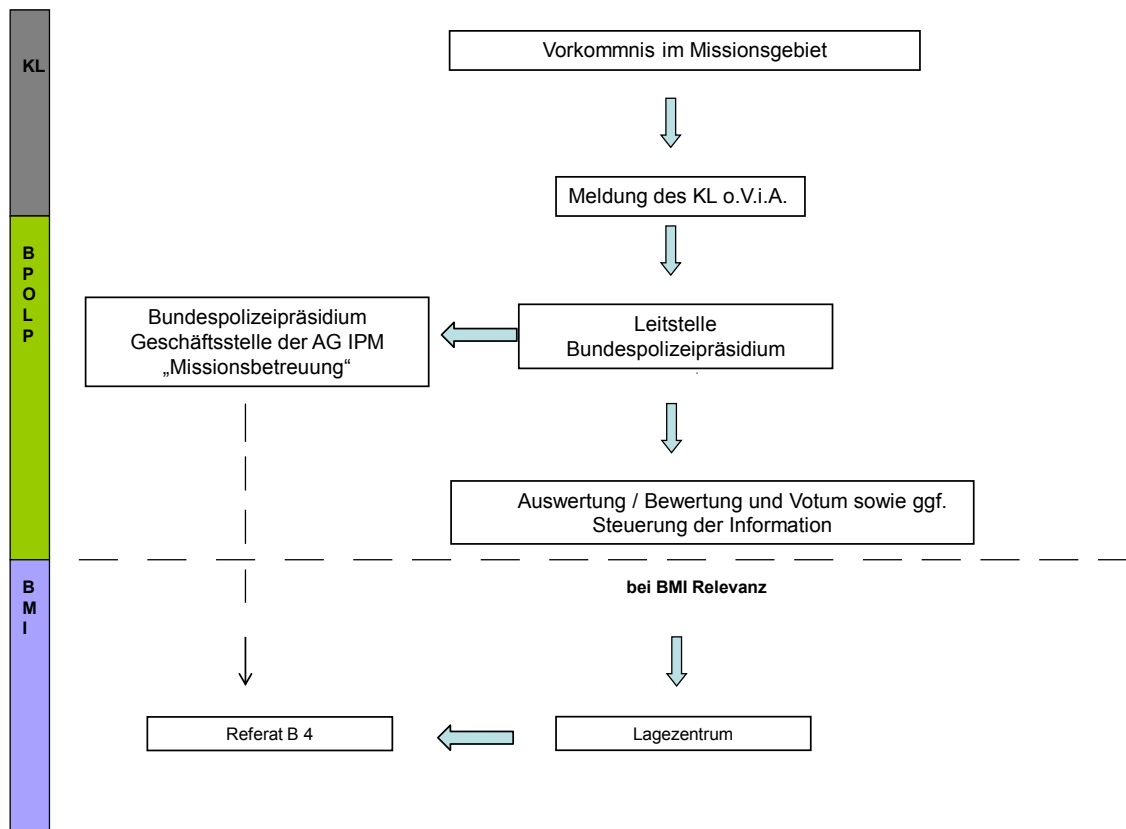 KL
Vorkommnis im Missionsgebiet
Meldung des KL o.V.i.A.
B
P
O
L
P
Bundespolizeipräsidium
Geschäftsstelle der AG IPM
„Missionsbetreuung“
Leitstelle
Bundespolizeipräsidium
Auswertung / Bewertung und Votum sowie ggf.
Steuerung der Information
B
M
I
bei BMI Relevanz
Referat B 4
Lagezentrum